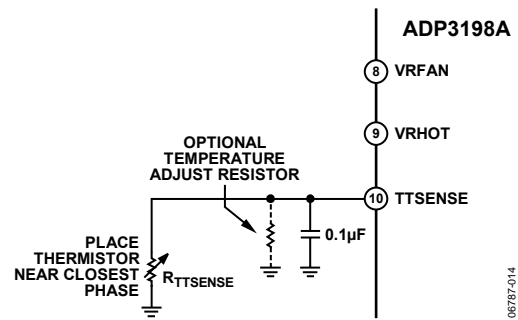 ADP3198A
8 VRFAN
9 VRHOT
OPTIONAL
TEMPERATURE
ADJUST RESISTOR
10 TTSENSE
0.1µF
PLACE
THERMISTOR
NEAR CLOSEST
PHASE
RTTSENSE
06787-014